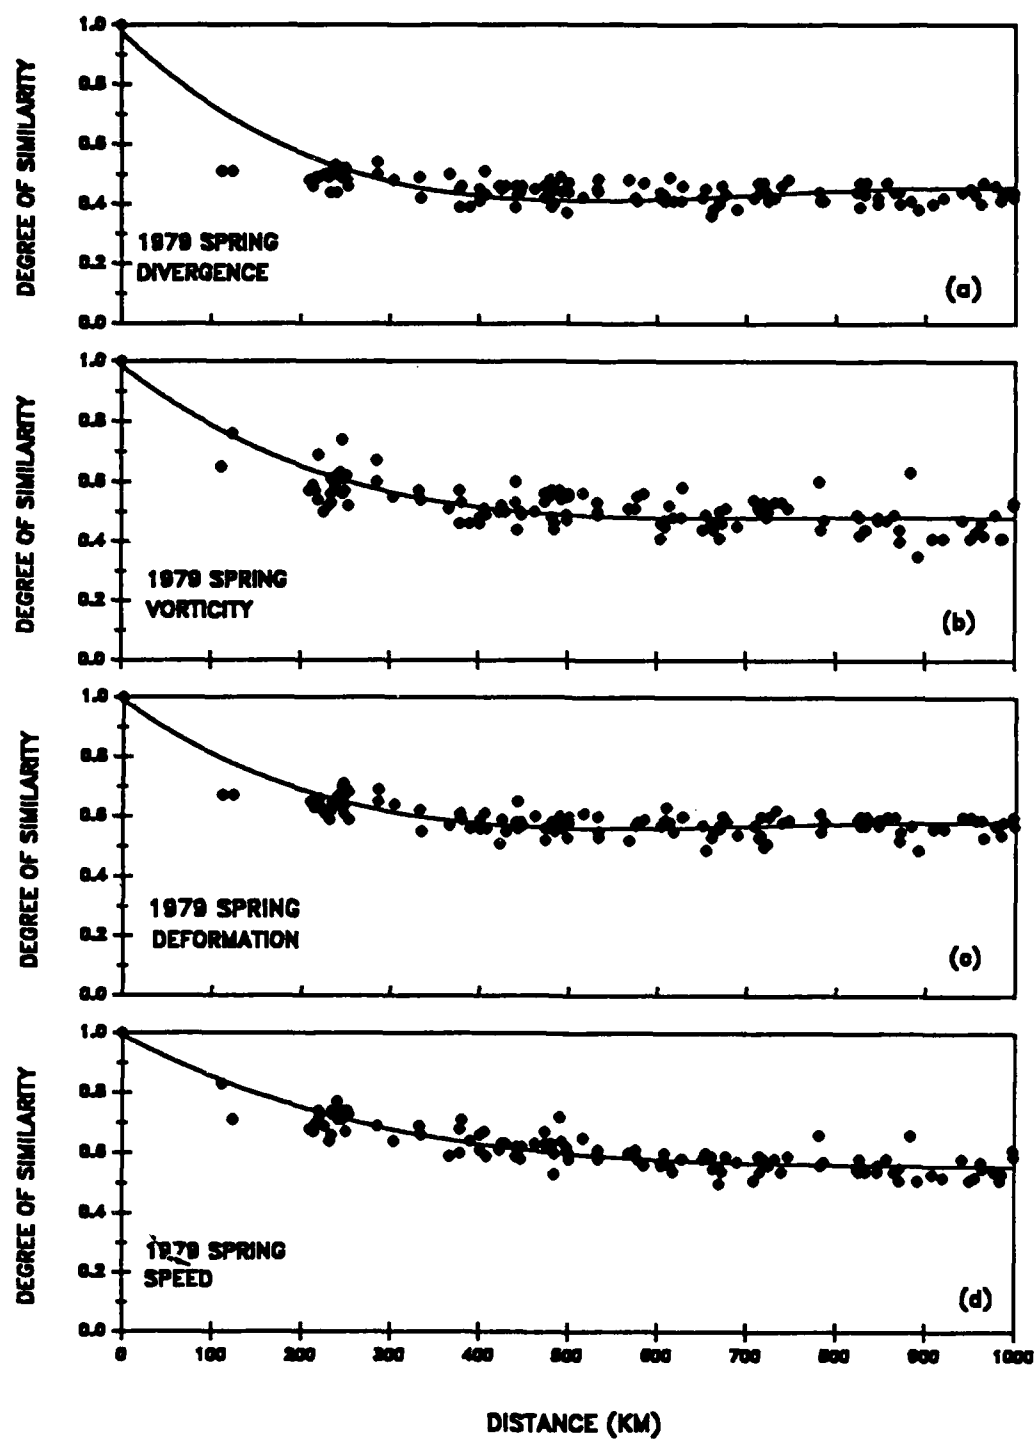 DEGREE OF SIMILARITY
1.0
0.8
0.6
0.4
0.2
0.0
1979 SPRING
DIVERGENCE
(a)
DEGREE OF SIMILARITY
1.0
0.8
0.6
0.4
0.2
0.0
1979 SPRING
VORTICITY
(b)
DEGREE OF SIMILARITY
1.0
0.8
0.6
0.4
0.2
0.0
1979 SPRING
DEFORMATION
(c)
DEGREE OF SIMILARITY
1.0
0.8
0.6
0.4
0.2
0.0
1979 SPRING
SPEED
(d)
0 100 200 300 400 500 600 700 800 900 1000
DISTANCE (KM)